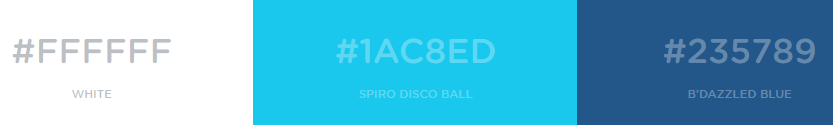 #FFFFFF #1AC8ED #235789
WHITE SPIRO DISCO BALL B'DAZZLED BLUE